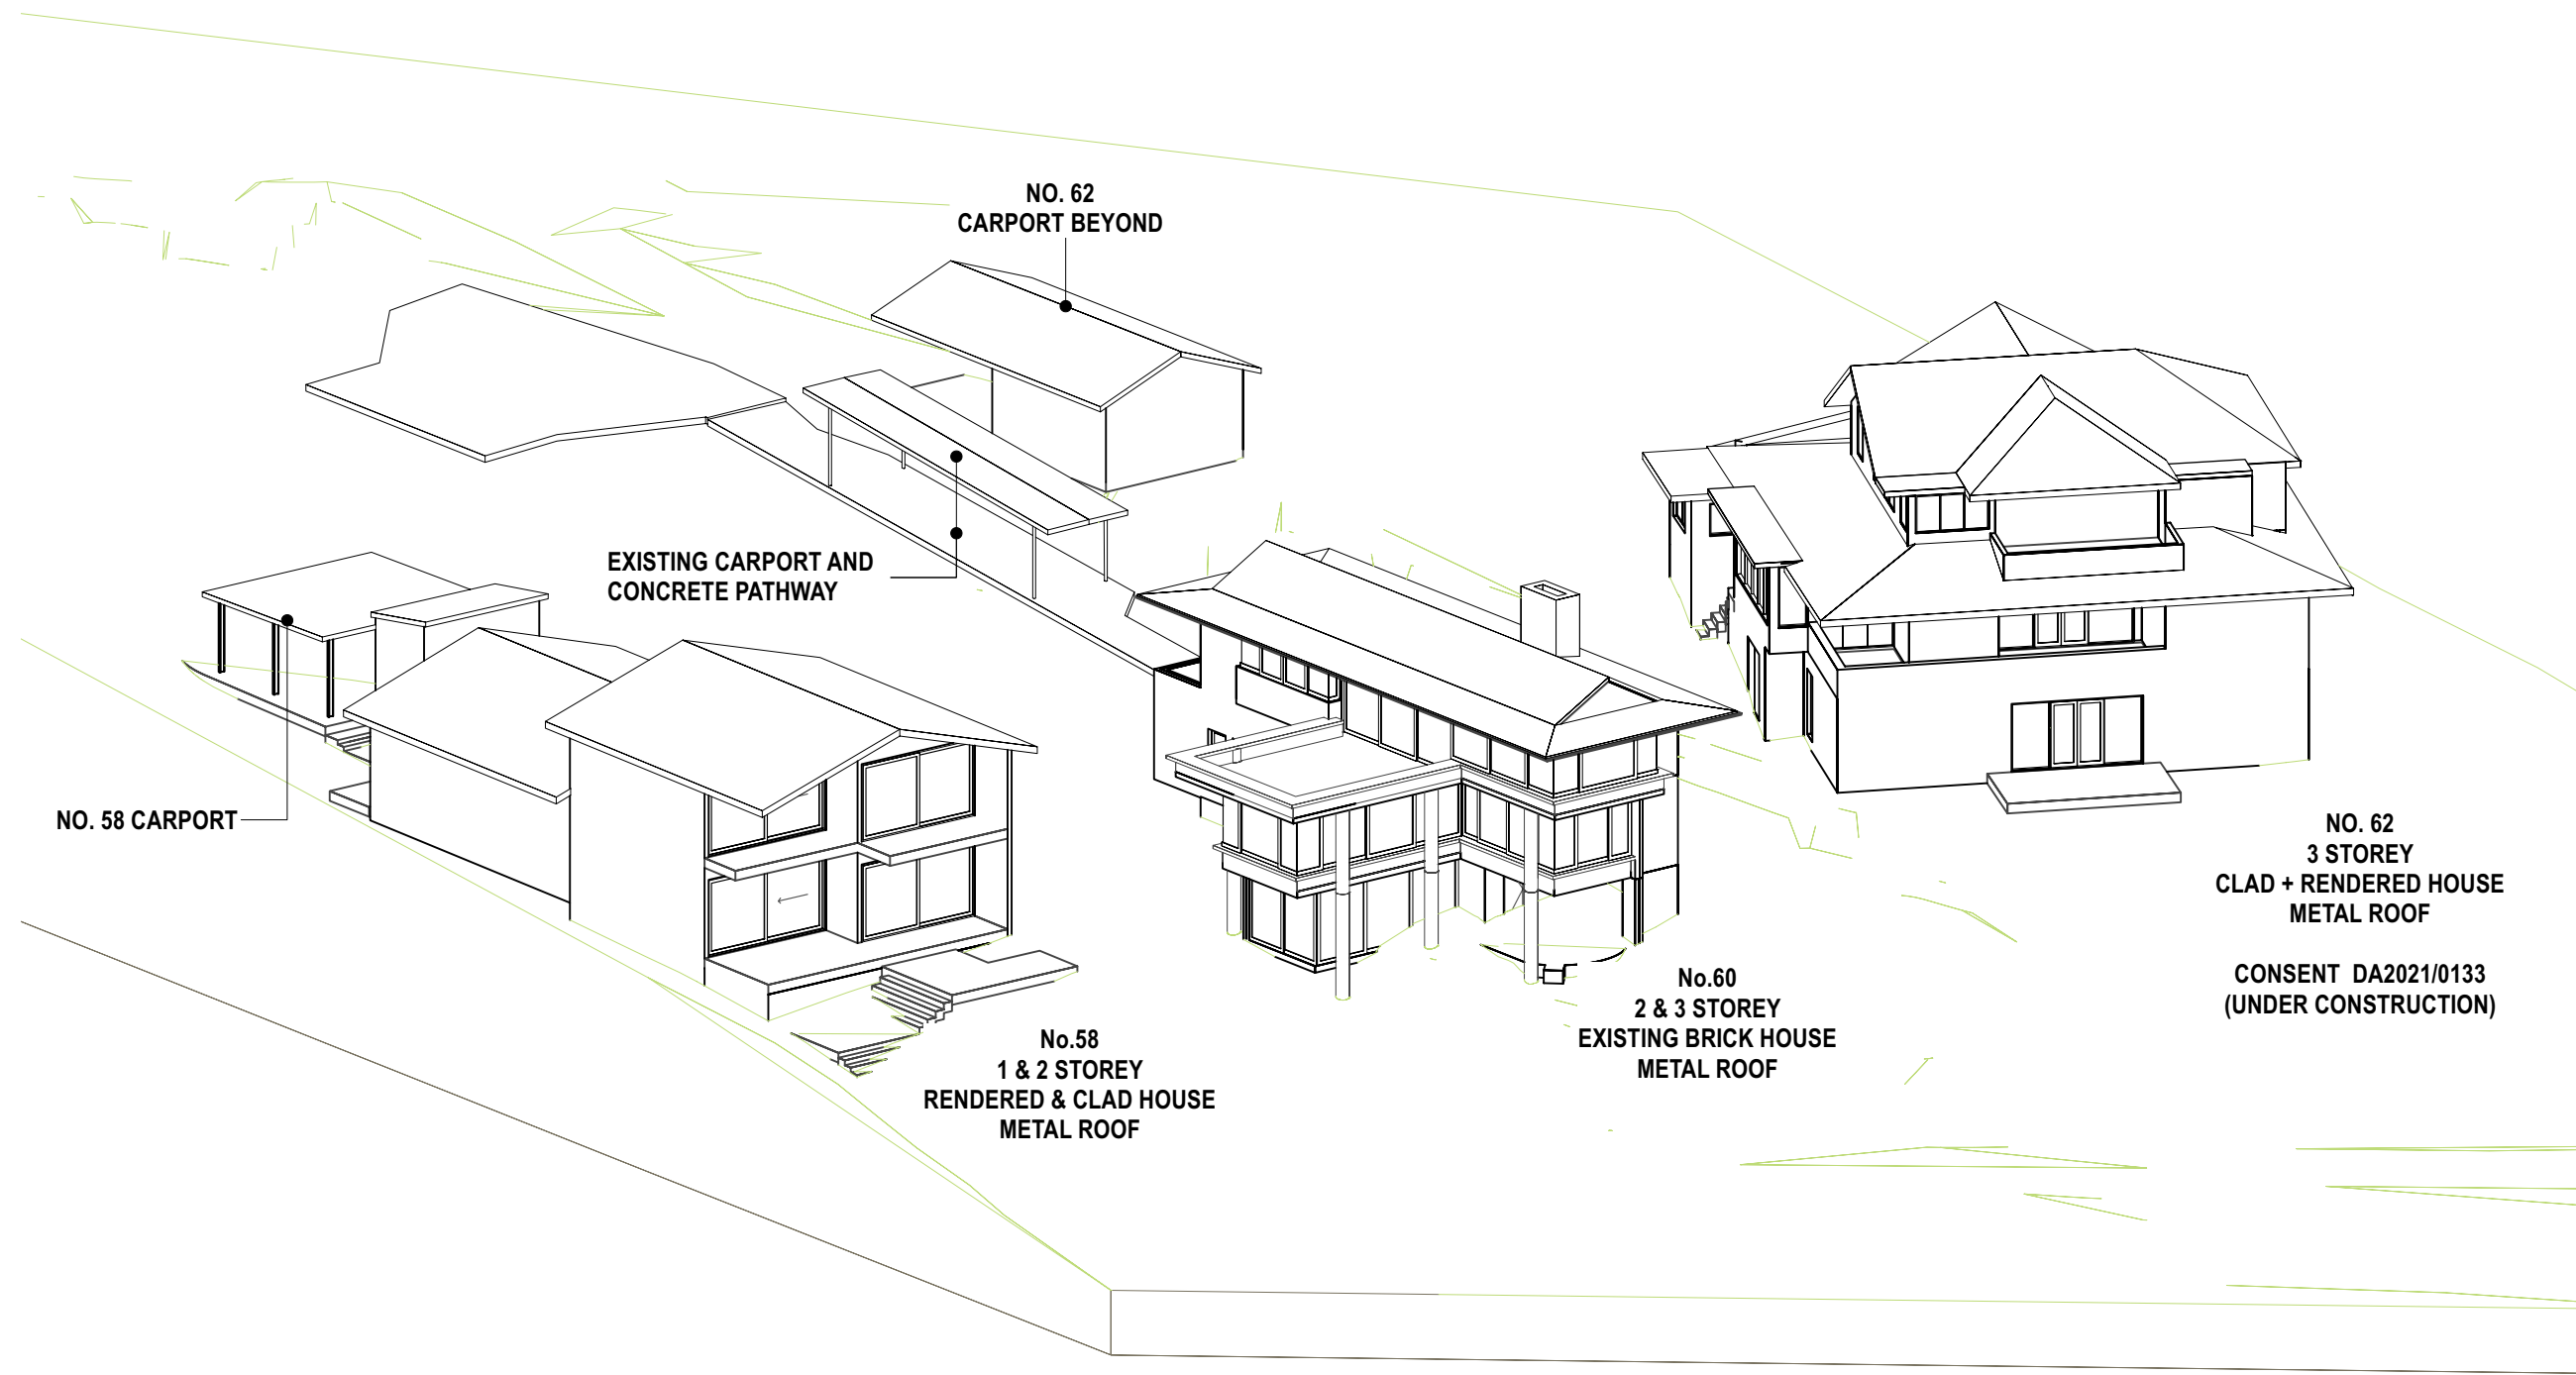 NO. 62
CARPORT BEYOND
EXISTING CARPORT AND
CONCRETE PATHWAY
NO. 58 CARPORT
NO. 62
3 STOREY
CLAD + RENDERED HOUSE
METAL ROOF
CONSENT DA2021/0133
(UNDER CONSTRUCTION)
No.60
2 & 3 STOREY
EXISTING BRICK HOUSE
METAL ROOF
No.58
1 & 2 STOREY
RENDERED & CLAD HOUSE
METAL ROOF